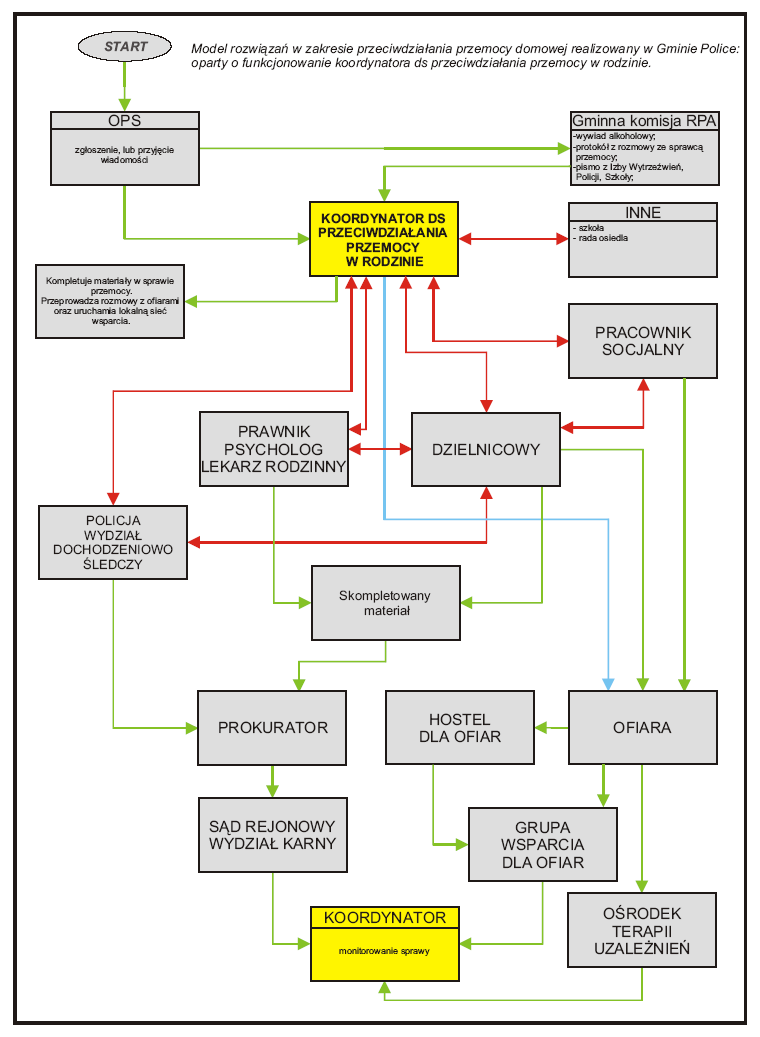 START
Model rozwiązań w zakresie przeciwdziałania przemocy domowej realizowany w Gminie Police:
oparty o funkcjonowanie koordynatora ds przeciwdziałania przemocy w rodzinie.
OPS
zgłoszenie, lub przyjęcie
wiadomości
Gminna komisja RPA
-wywiad alkoholowy;
-protokół z rozmowy ze sprawcą
przemocy;
-pismo z Izby Wytrzeźwień,
Policji, Szkoły;
KOORDYNATOR DS
PRZECIWDZIAŁANIA
PRZEMOCY
W RODZINIE
INNE
- szkoła
- rada osiedla
Kompletuje materiały w sprawie
przemocy.
Przeprowadza rozmowy z ofiarami
oraz uruchamia lokalną sieć
wsparcia.
PRACOWNIK
SOCJALNY
PRAWNIK
PSYCHOLOG
LEKARZ RODZINNY
DZIELNICOWY
POLICJA
WYDZIAŁ
DOCHODZENIOWO
ŚLEDCZY
Skompletowany
materiał
PROKURATOR
HOSTEL
DLA OFIAR
OFIARA
SĄD REJONOWY
WYDZIAŁ KARNY
GRUPA
WSPARCIA
DLA OFIAR
KOORDYNATOR
monitorowanie sprawy
OŚRODEK
TERAPII
UZALEŻNIEŃ